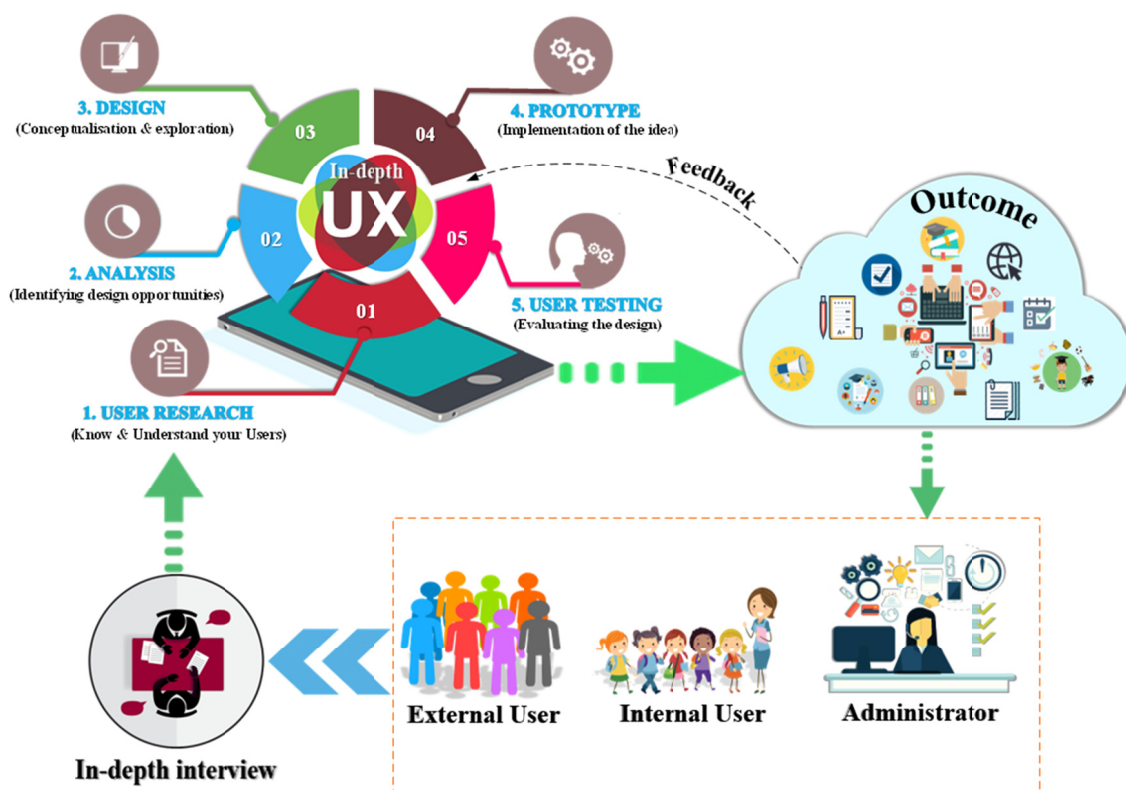 3. DESIGN
(Conceptualisation & exploration)
4. PROTOTYPE
(Implementation of the idea)
03
04
In-depth
UX
Feedback
Outcome
02
05
2. ANALYSIS
(Identifying design opportunities)
5. USER TESTING
(Evaluating the design)
01
1. USER RESEARCH
(Know & Understand your Users)
A+
External User
Internal User
Administrator
In-depth interview